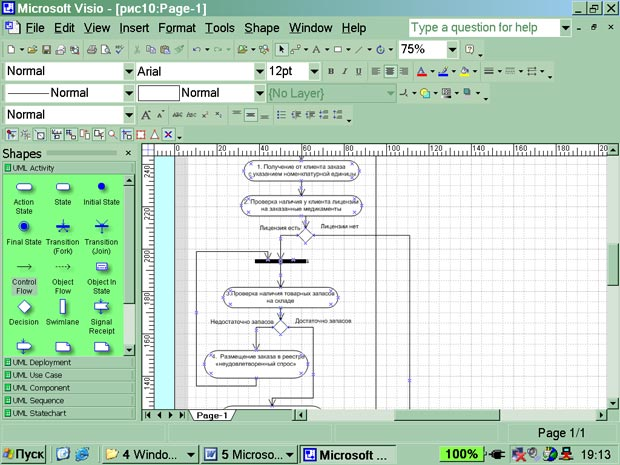 Microsoft Visio - [рис10:Page-1]
File Edit View Insert Format Tools Shape Window Help
Type a question for help
75%
Normal Arial 12pt
Normal Normal {No Layer}
Normal
Shapes
UML Activity
Action State
State
Initial State
Final State
Transition (Fork)
Transition (Join)
Control Flow
Object Flow
Object In State
Decision
Swimlane
Signal Receipt
UML Deployment
UML Use Case
UML Component
UML Sequence
UML Statechart
0 20 40 60 80 100 120 140 160 180 200
240
220
200
180
160
140
1. Получение от клиента заказа
с указанием номенклатурной единицы
2. Проверка наличия у клиента лицензии
на заказанные медикаменты
Лицензия есть
Лицензии нет
3.Проверка наличия товарных запасов
на складе
Недостаточно запасов
Достаточно запасов
4. Размещение заказа в реестре
«неудовлетворенный спрос»
Page-1
Page 1/1
Пуск
4 Windo...
5 Microso...
Microsoft ...
100%
19:13